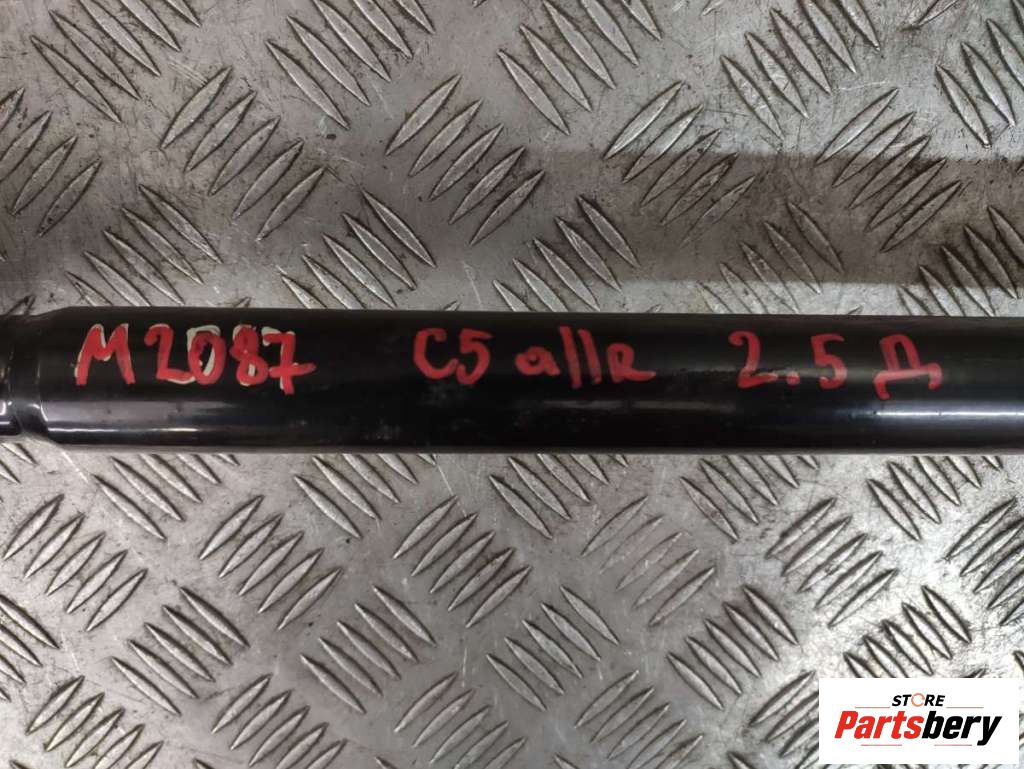 M2087 C5 allR 2.5 Д
STORE
Partsbery